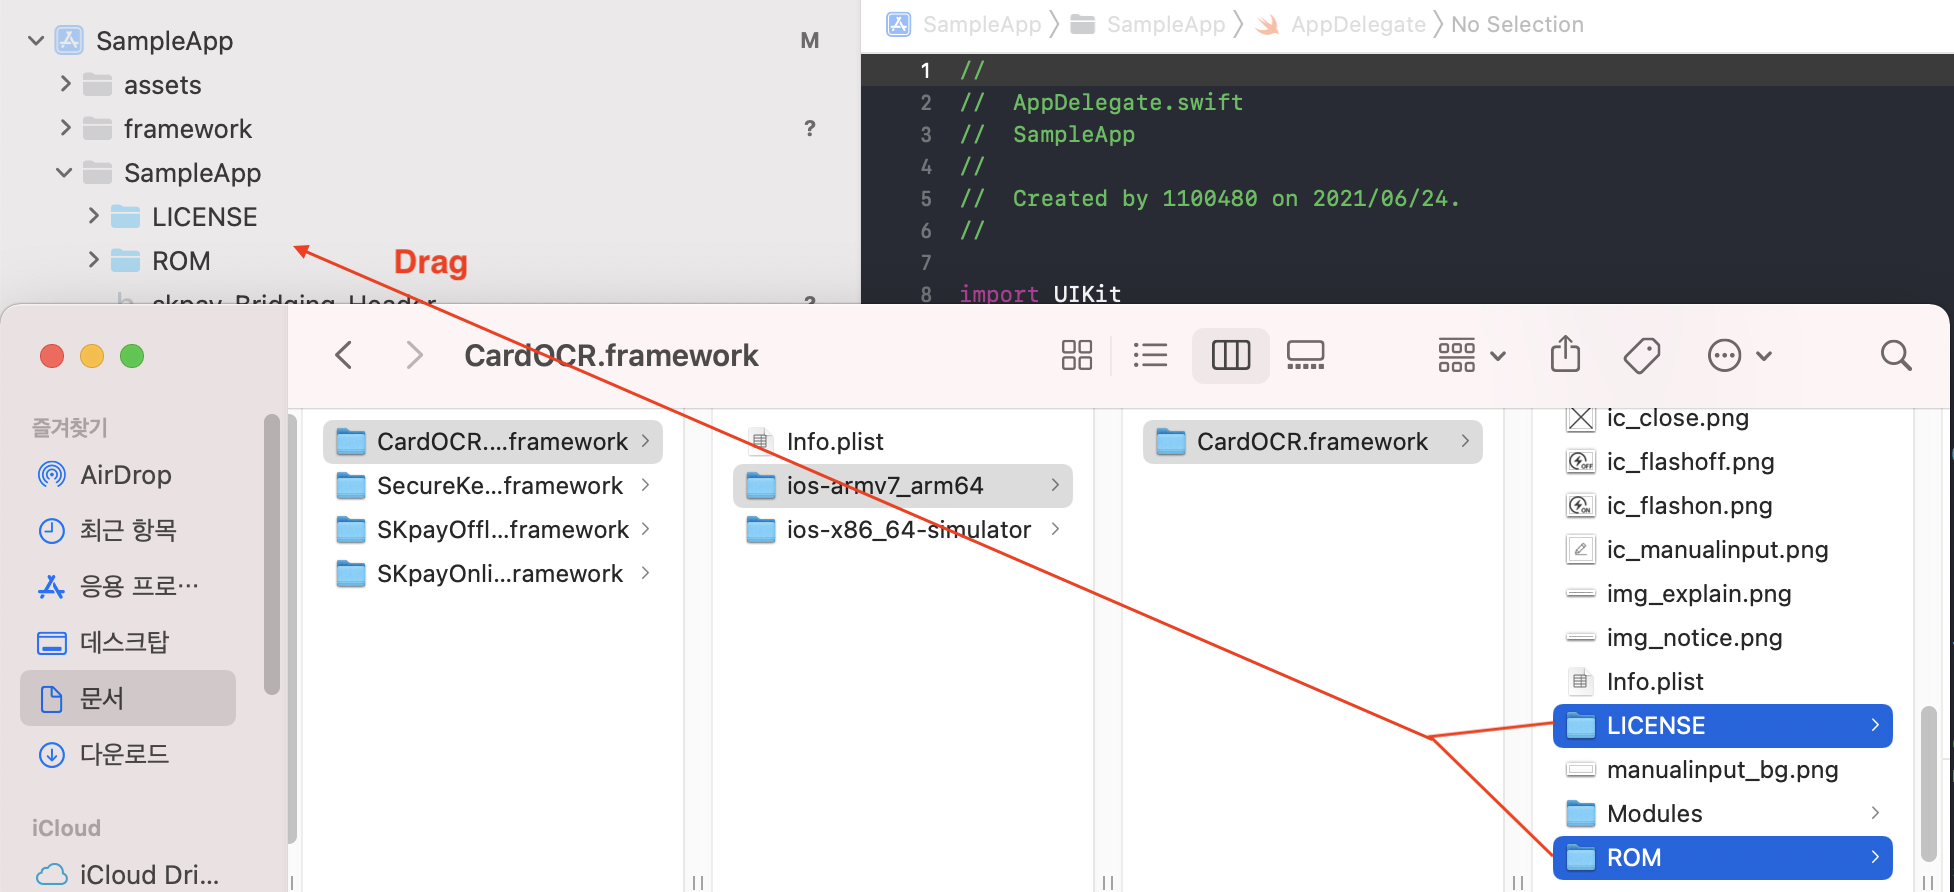 SampleApp
M
assets
framework
?
SampleApp
LICENSE
ROM
Drag
SampleApp
SampleApp
AppDelegate
No Selection
1 //
2 // AppDelegate.swift
3 // SampleApp
4 //
5 // Created by 1100480 on 2021/06/24.
6 //
7
8 import UIKit
CardOCR.framework
즐겨찾기
AirDrop
최근 항목
응용 프로…
데스크탑
문서
다운로드
iCloud
iCloud Dri...
CardOCR....framework
SecureKe...framework
SKpayOffl...framework
SKpayOnli...ramework
Info.plist
ios-armv7_arm64
ios-x86_64-simulator
CardOCR.framework
ic_close.png
ic_flashoff.png
ic_flashon.png
ic_manualinput.png
img_explain.png
img_notice.png
Info.plist
LICENSE
manualinput_bg.png
Modules
ROM